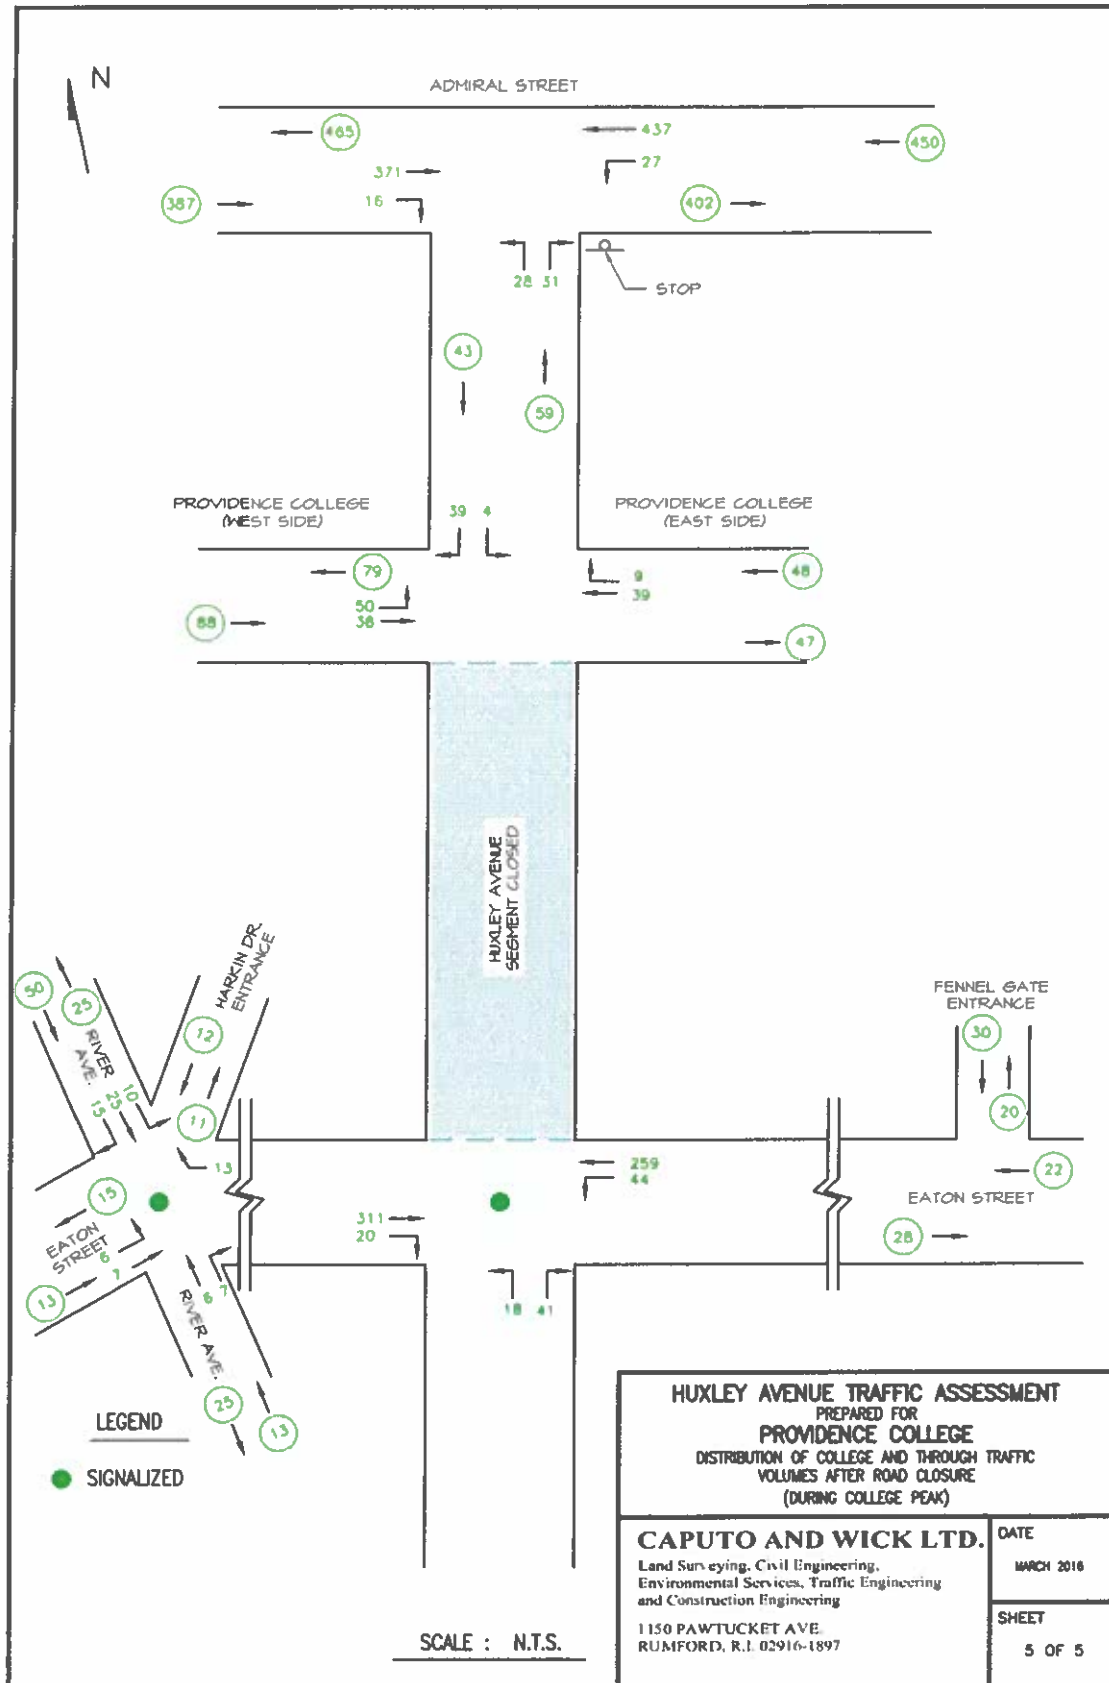 N
ADMIRAL STREET
465
437
450
371
27
387
16
402
28 31
STOP
43
59
PROVIDENCE COLLEGE
(WEST SIDE)
39 4
PROVIDENCE COLLEGE
(EAST SIDE)
79
9
48
50
39
88
38
47
HUXLEY AVENUE
SEGMENT CLOSED
HARKIN DR.
ENTRANCE
FENNEL GATE
ENTRANCE
50
25
12
30
RIVER
AVE.
15 25 10
11
20
13
259
44
22
15
EATON STREET
EATON
STREET
311
20
28
6
7
13
6 7
18 41
RIVER AVE.
25
13
LEGEND
SIGNALIZED
HUXLEY AVENUE TRAFFIC ASSESSMENT
PREPARED FOR
PROVIDENCE COLLEGE
DISTRIBUTION OF COLLEGE AND THROUGH TRAFFIC
VOLUMES AFTER ROAD CLOSURE
(DURING COLLEGE PEAK)
CAPUTO AND WICK LTD.
Land Surveying, Civil Engineering,
Environmental Services, Traffic Engineering
and Construction Engineering
1150 PAWTUCKET AVE.
RUMFORD, R.I. 02916-1897
DATE
MARCH 2016
SHEET
5 OF 5
SCALE : N.T.S.